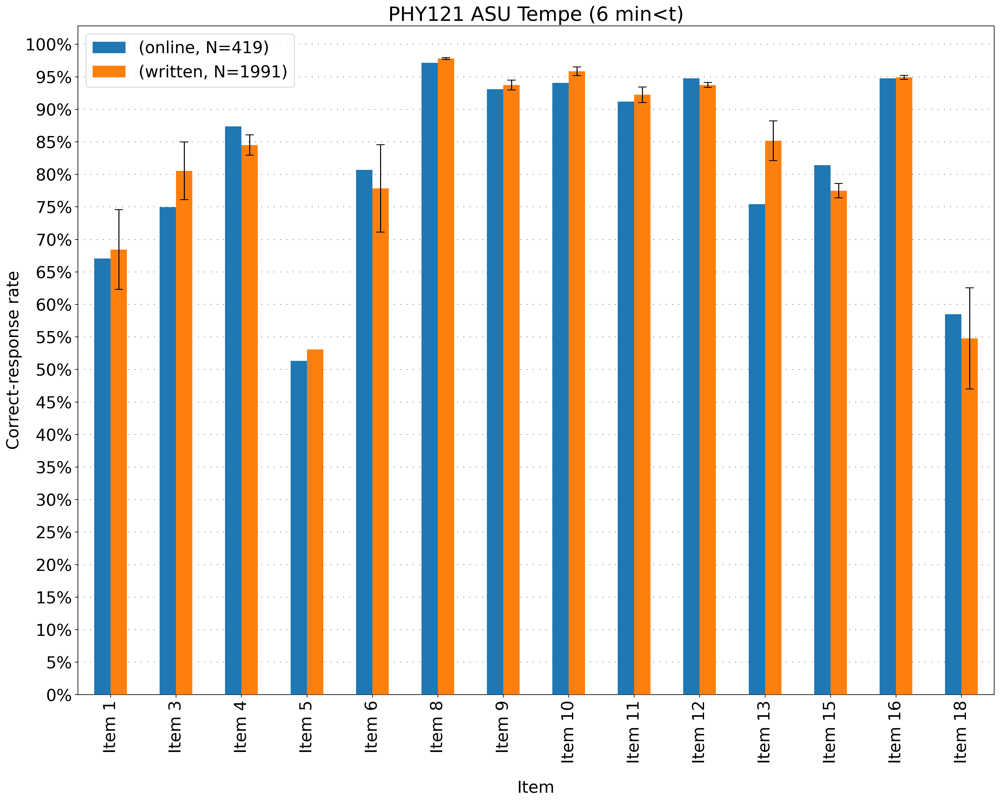 PHY121 ASU Tempe (6 min<t)
(online, N=419)
(written, N=1991)
Correct-response rate
100%
95%
90%
85%
80%
75%
70%
65%
60%
55%
50%
45%
40%
35%
30%
25%
20%
15%
10%
5%
0%
Item 1
Item 3
Item 4
Item 5
Item 6
Item 8
Item 9
Item 10
Item 11
Item 12
Item 13
Item 15
Item 16
Item 18
Item